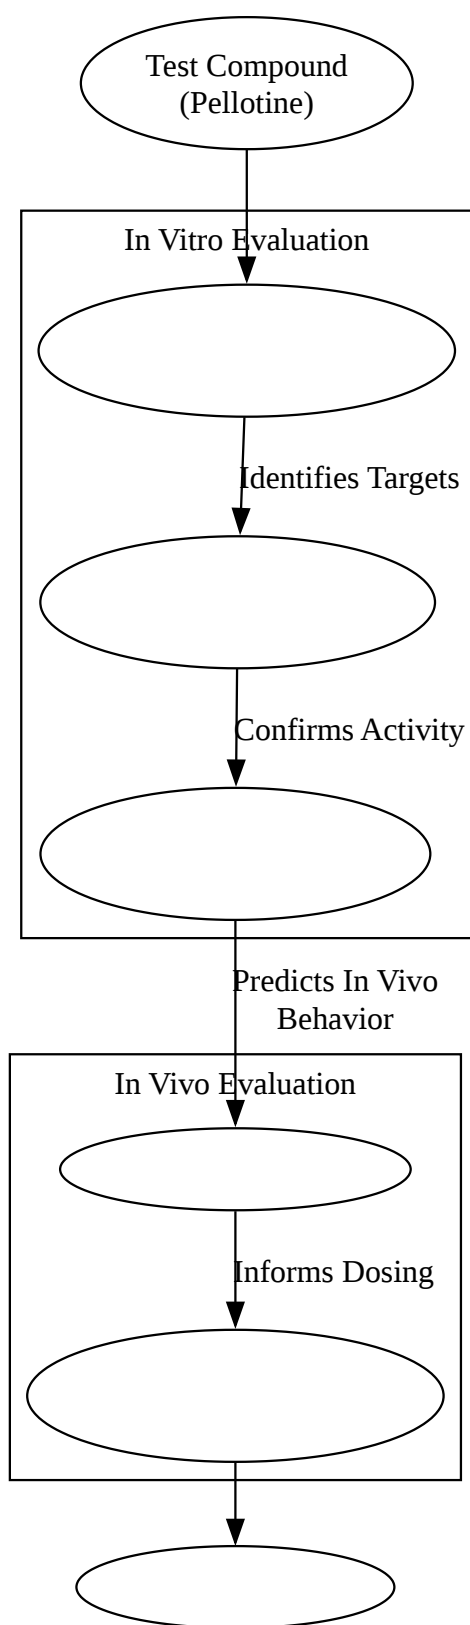 Test Compound
(Pellotine)
In Vitro Evaluation
Identifies Targets
Confirms Activity
Predicts In Vivo
Behavior
In Vivo Evaluation
Informs Dosing